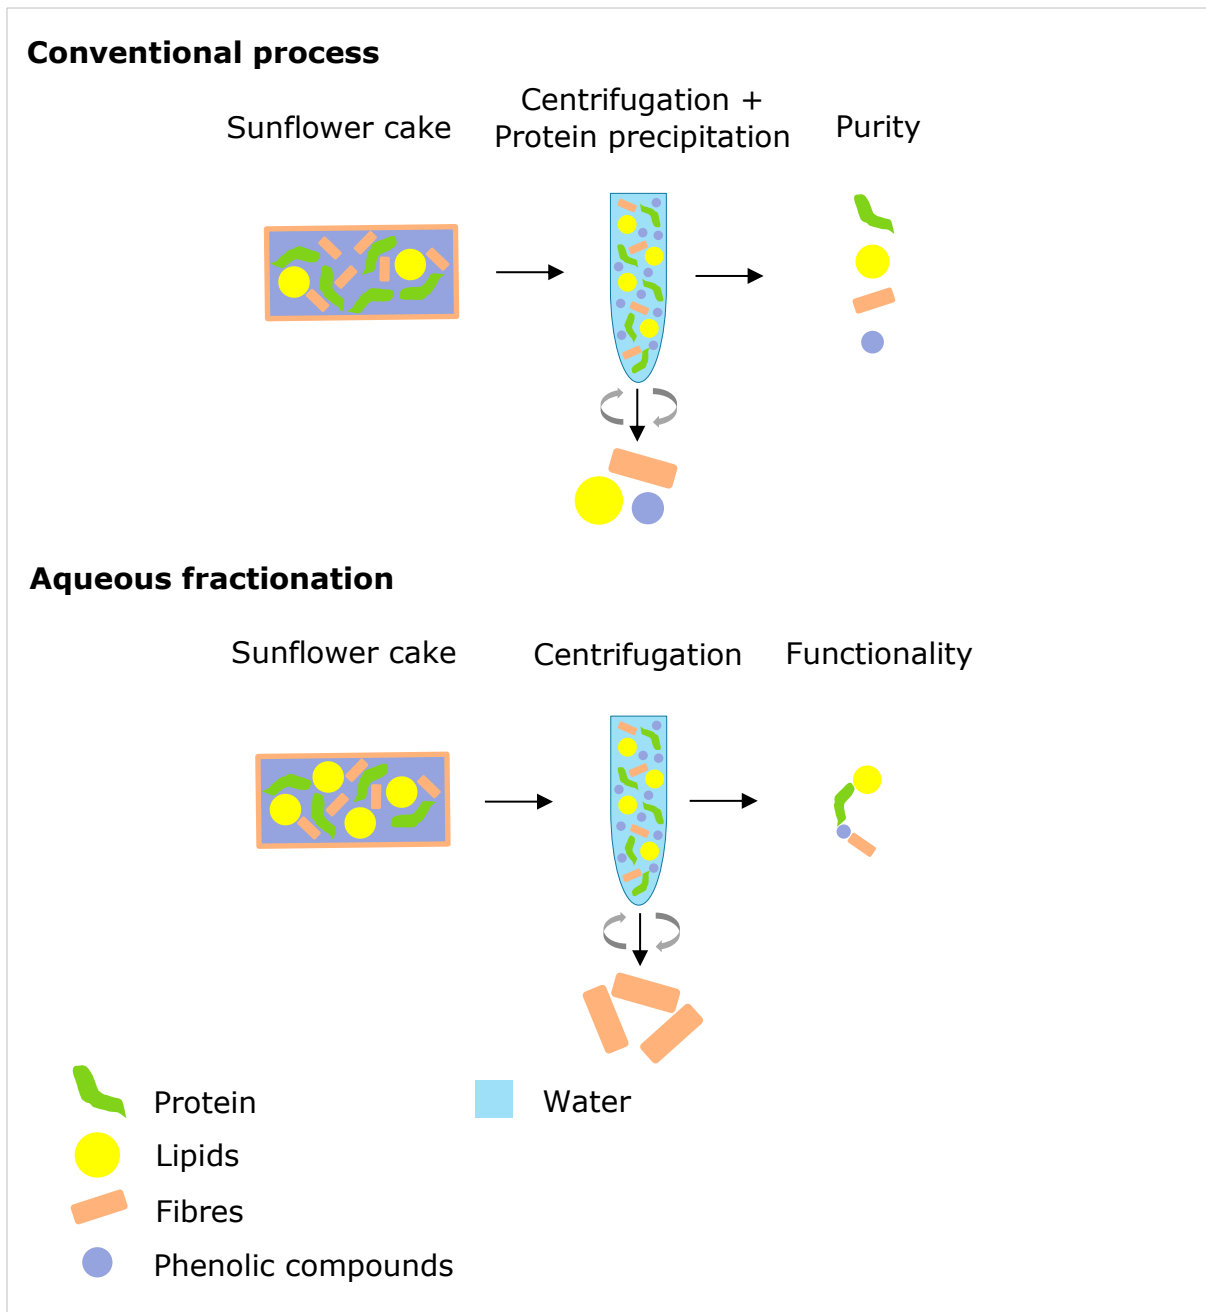 Conventional process
Sunflower cake
Centrifugation +
Protein precipitation
Purity
Aqueous fractionation
Sunflower cake
Centrifugation
Functionality
Protein
Water
Lipids
Fibres
Phenolic compounds